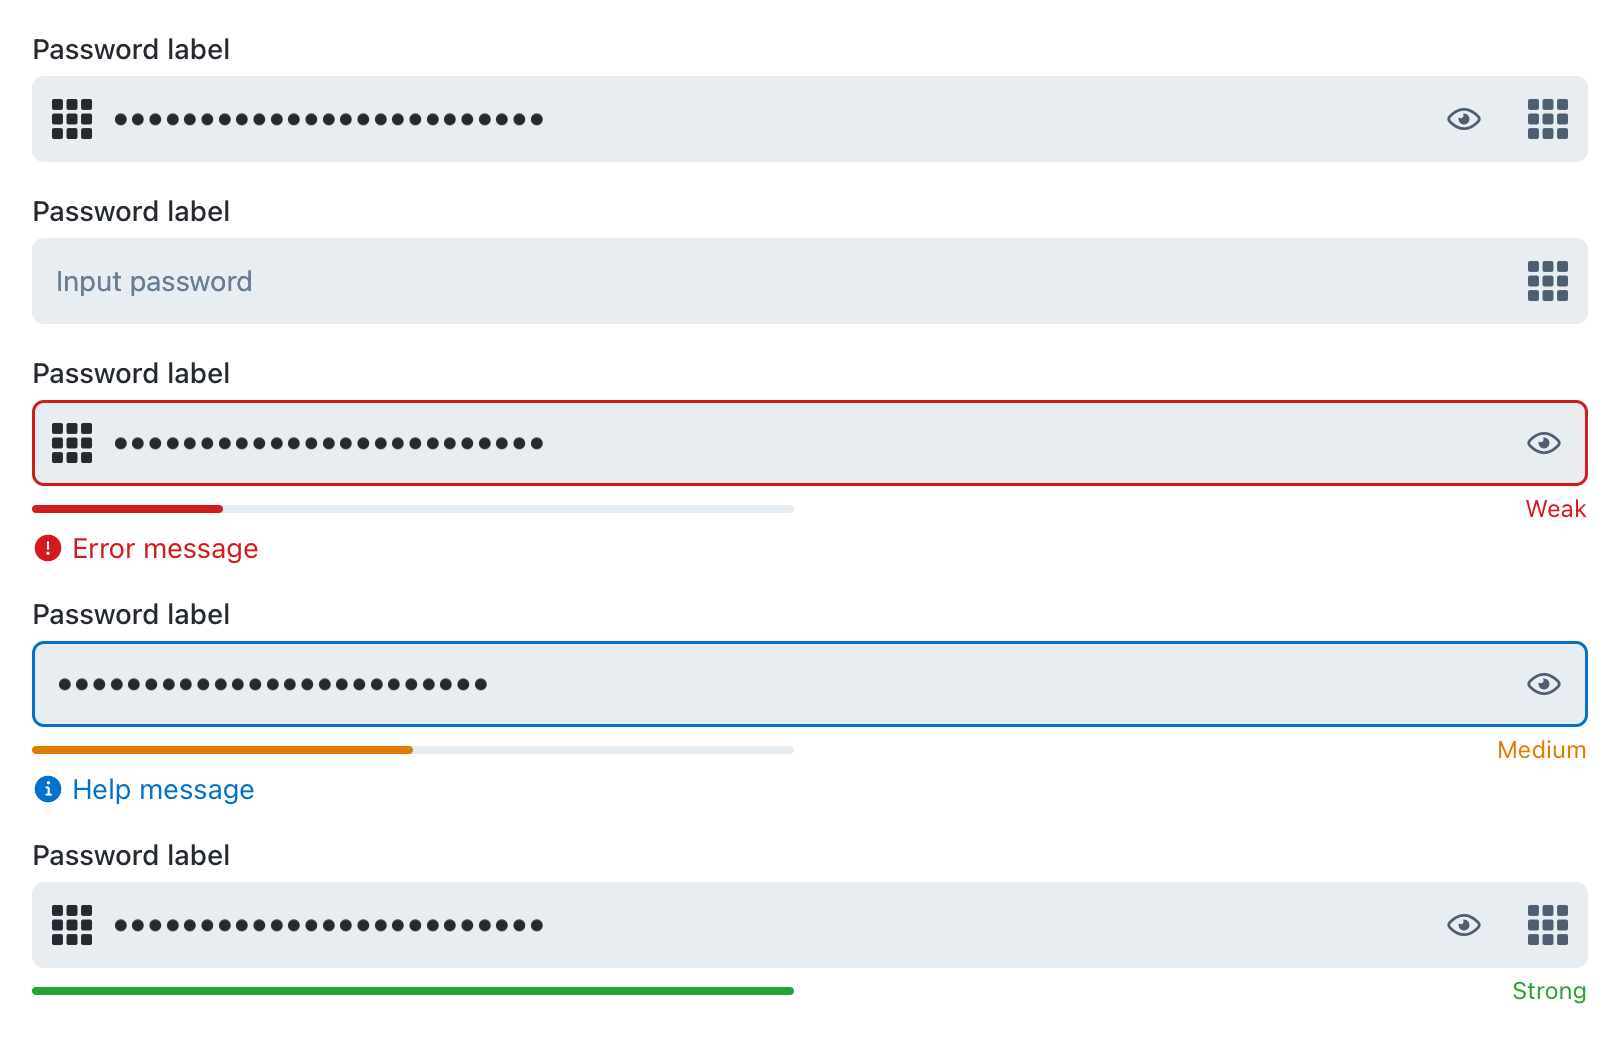 Password label
•••••••••••••••••••••••••
Password label
Input password
Password label
•••••••••••••••••••••••••
Weak
Error message
Password label
•••••••••••••••••••••••••
Medium
Help message
Password label
•••••••••••••••••••••••••
Strong